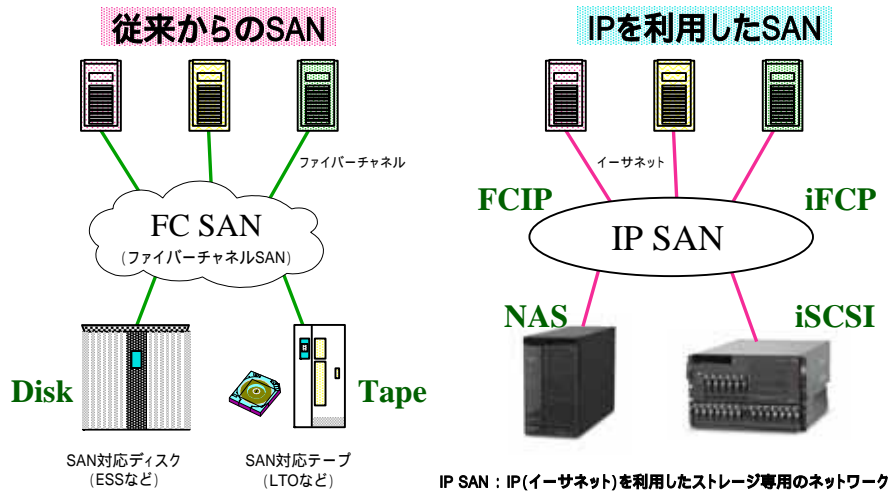 従来からのSAN
ファイバーチャネル
FC SAN
(ファイバーチャネルSAN)
Disk
Tape
SAN対応ディスク
(ESSなど)
SAN対応テープ
(LTOなど)
IPを利用したSAN
イーサネット
FCIP
iFCP
IP SAN
NAS
iSCSI
IP SAN：IP(イーサネット)を利用したストレージ専用のネットワーク